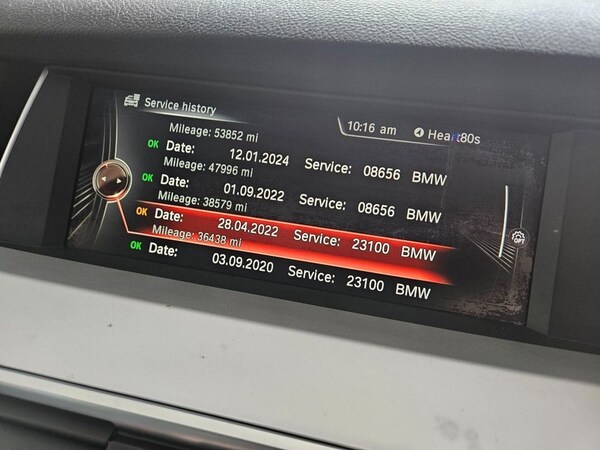 Service history
10:16 am Heart80s
Mileage: 53852 mi
OK Date: 12.01.2024 Service: 08656 BMW
Mileage: 47996 mi
OK Date: 01.09.2022 Service: 08656 BMW
Mileage: 38579 mi
OK Date: 28.04.2022 Service: 23100 BMW
Mileage: 36438 mi
OK Date: 03.09.2020 Service: 23100 BMW
OPT